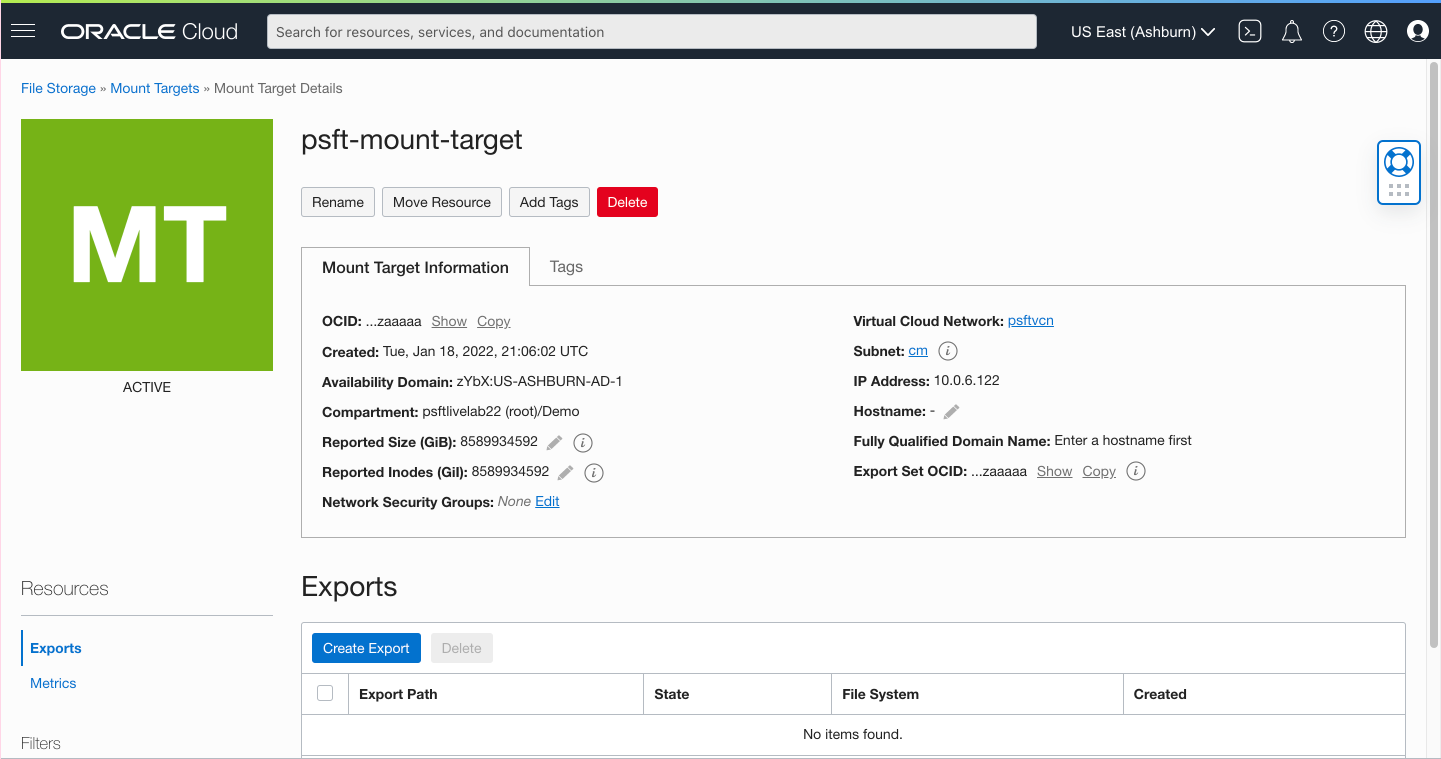 ORACLE Cloud
Search for resources, services, and documentation
US East (Ashburn)
File Storage » Mount Targets » Mount Target Details
MT
ACTIVE
psft-mount-target
Rename Move Resource Add Tags Delete
Mount Target Information Tags
OCID: ...zaaaaa Show Copy
Created: Tue, Jan 18, 2022, 21:06:02 UTC
Availability Domain: zYbX:US-ASHBURN-AD-1
Compartment: psftlivelab22 (root)/Demo
Reported Size (GiB): 8589934592
Reported Inodes (GiI): 8589934592
Network Security Groups: None Edit
Virtual Cloud Network: psftvcn
Subnet: cm
IP Address: 10.0.6.122
Hostname: -
Fully Qualified Domain Name: Enter a hostname first
Export Set OCID: ...zaaaaa Show Copy
Resources
Exports
Metrics
Filters
Exports
Create Export Delete
Export Path State File System Created
No items found.